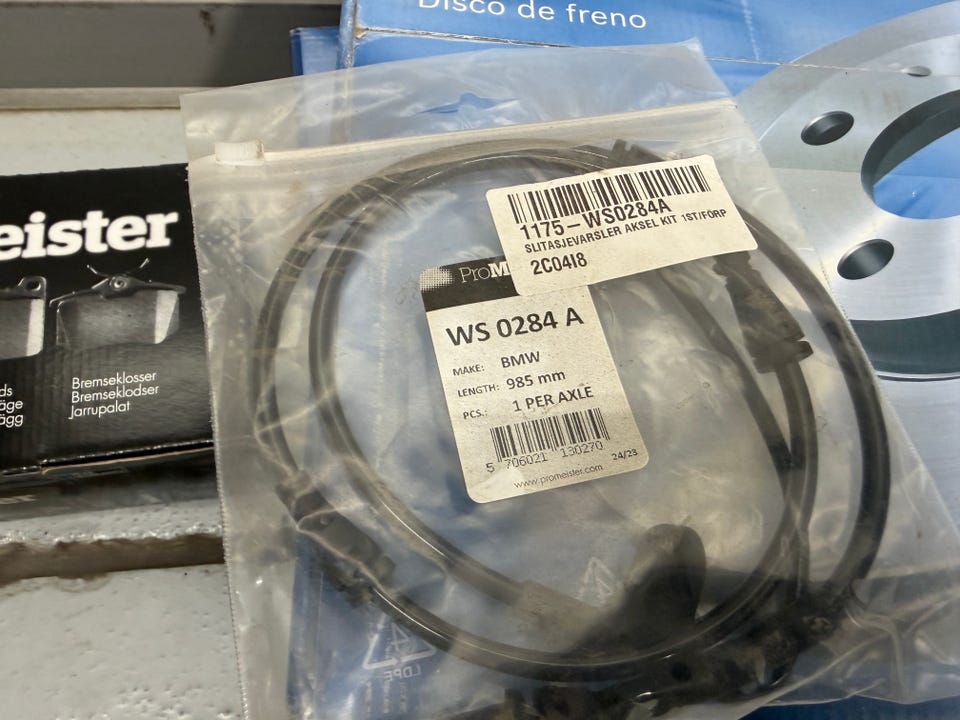 Disco de freno
eister
Bremseklosser
Bremseklodser
Jarrupalat
ds
äge
ägg
1175-WS0284A
SLITASJEVARSLER AKSEL KIT 1ST/FORP
2C04I8
ProM
WS 0284 A
MAKE: BMW
LENGTH: 985 mm
PCS.: 1 PER AXLE
5 706021 130270
24/23
www.promeister.com
LDPE